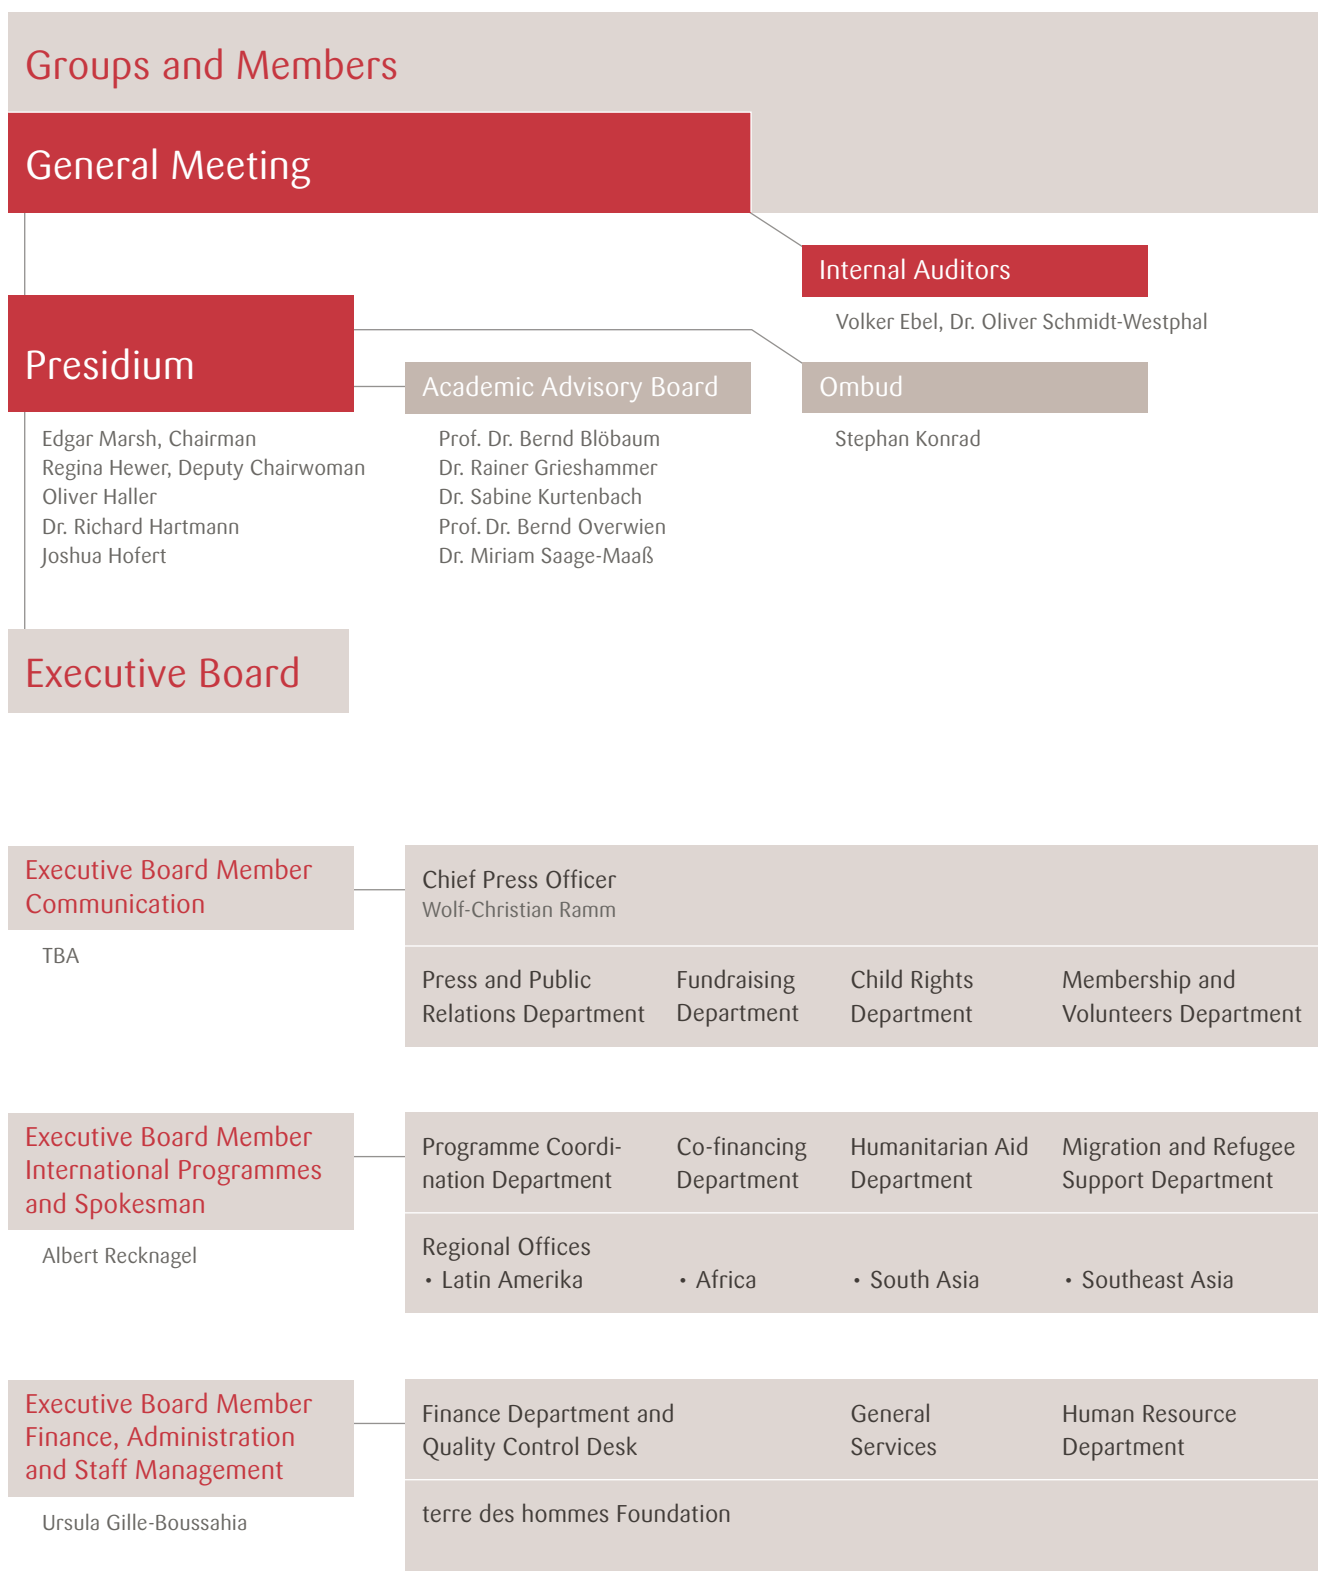 Groups and Members
General Meeting
Internal Auditors
Volker Ebel, Dr. Oliver Schmidt-Westphal
Presidium
Edgar Marsh, Chairman
Regina Hewer, Deputy Chairwoman
Oliver Haller
Dr. Richard Hartmann
Joshua Hofert
Academic Advisory Board
Prof. Dr. Bernd Blöbaum
Dr. Rainer Grieshammer
Dr. Sabine Kurtenbach
Prof. Dr. Bernd Overwien
Dr. Miriam Saage-Maaß
Ombud
Stephan Konrad
Executive Board
Executive Board Member
Communication
TBA
Chief Press Officer
Wolf-Christian Ramm
Press and Public
Relations Department
Fundraising
Department
Child Rights
Department
Membership and
Volunteers Department
Executive Board Member
International Programmes
and Spokesman
Albert Recknagel
Programme Coordi-
nation Department
Co-financing
Department
Humanitarian Aid
Department
Migration and Refugee
Support Department
Regional Offices
• Latin Amerika
• Africa
• South Asia
• Southeast Asia
Executive Board Member
Finance, Administration
and Staff Management
Ursula Gille-Boussahia
Finance Department and
Quality Control Desk
General
Services
Human Resource
Department
terre des hommes Foundation